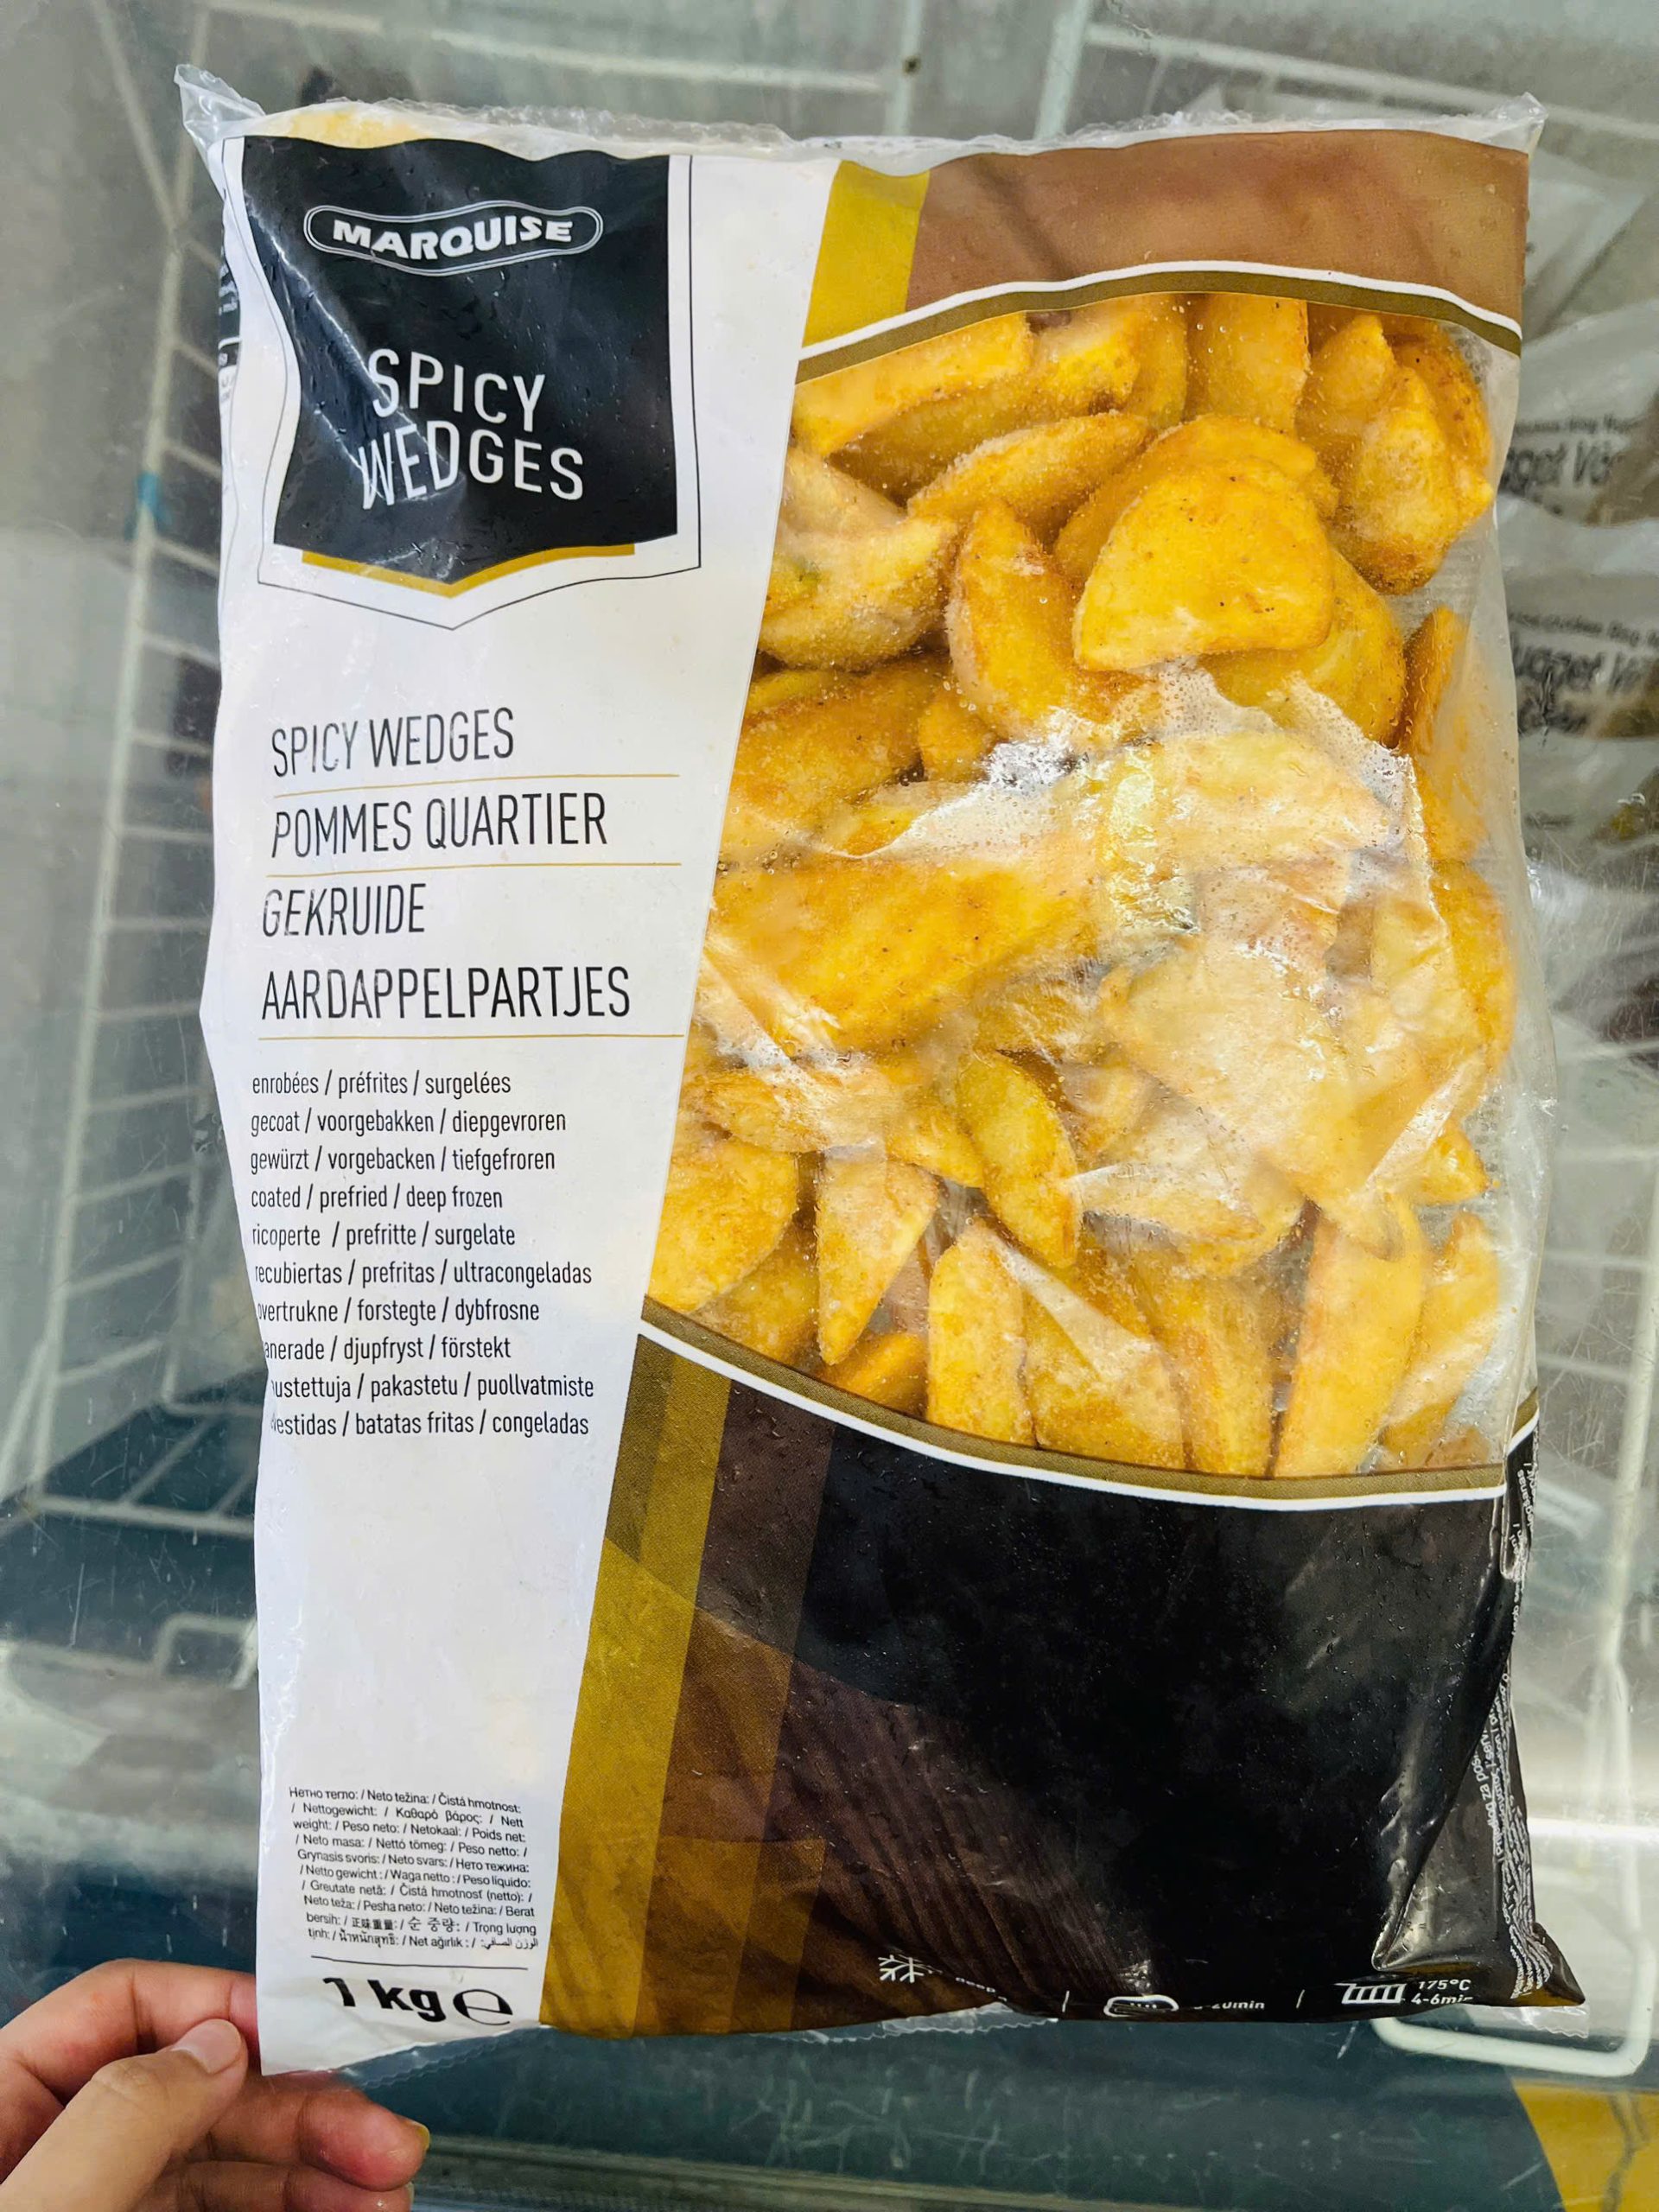 MARQUISE
SPICY
WEDGES
SPICY WEDGES
POMMES QUARTIER
GEKRUIDE
AARDAPPELPARTJES
enrobées / préfrites / surgelées
gecoat / voorgebakken / diepgevroren
gewürzt / vorgebacken / tiefgefroren
coated / prefried / deep frozen
ricoperte / prefritte / surgelate
recubiertas / prefritas / ultracongeladas
overtrukne / forstegte / dybfrosne
/ djupfryst / förstekt
/ pakastetu / puollvatmiste
/ batatas fritas / congeladas
Нетно тегло: / Neto težina: / Čistá hmotnost:
/ Nettogewicht: / Καθαρό βάρος: / Nett
weight: / Peso neto: / Netokaal: / Poids net:
/ Neto masa: / Nettó tömeg: / Peso netto: /
Grynasis svoris: / Neto svars: / Нето тежина:
/ Netto gewicht : / Waga netto : / Peso liquido:
/ Greutate netă: / Čistá hmotnosť (netto): /
Neto teža: / Pesha neto: / Neto težina: / Berat
bersih: / 正味重量: / 순 중량: / Trọng lượng
tịnh: / น้ำหนักสุทธิ: / Net ağırlık : / الوزن الصافي:
1 kg ℮
175°C
4-6min